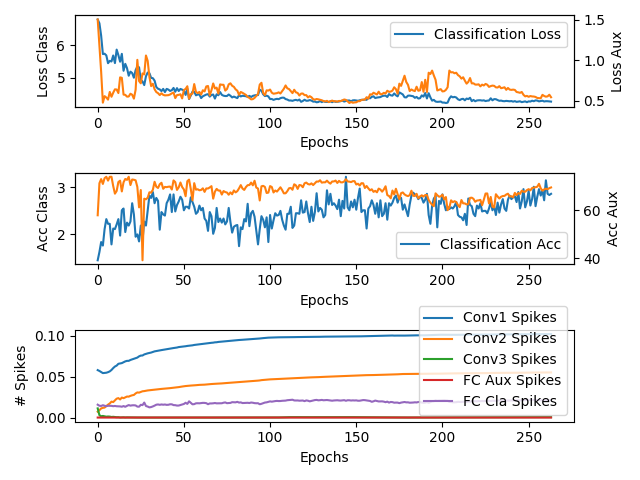 Classification Loss
Loss Class
Loss Aux
6
5
1.5
1.0
0.5
0 50 100 150 200 250
Epochs
Classification Acc
Acc Class
Acc Aux
3
2
60
40
0 50 100 150 200 250
Epochs
Conv1 Spikes
Conv2 Spikes
Conv3 Spikes
FC Aux Spikes
FC Cla Spikes
# Spikes
0.10
0.05
0.00
0 50 100 150 200 250
Epochs